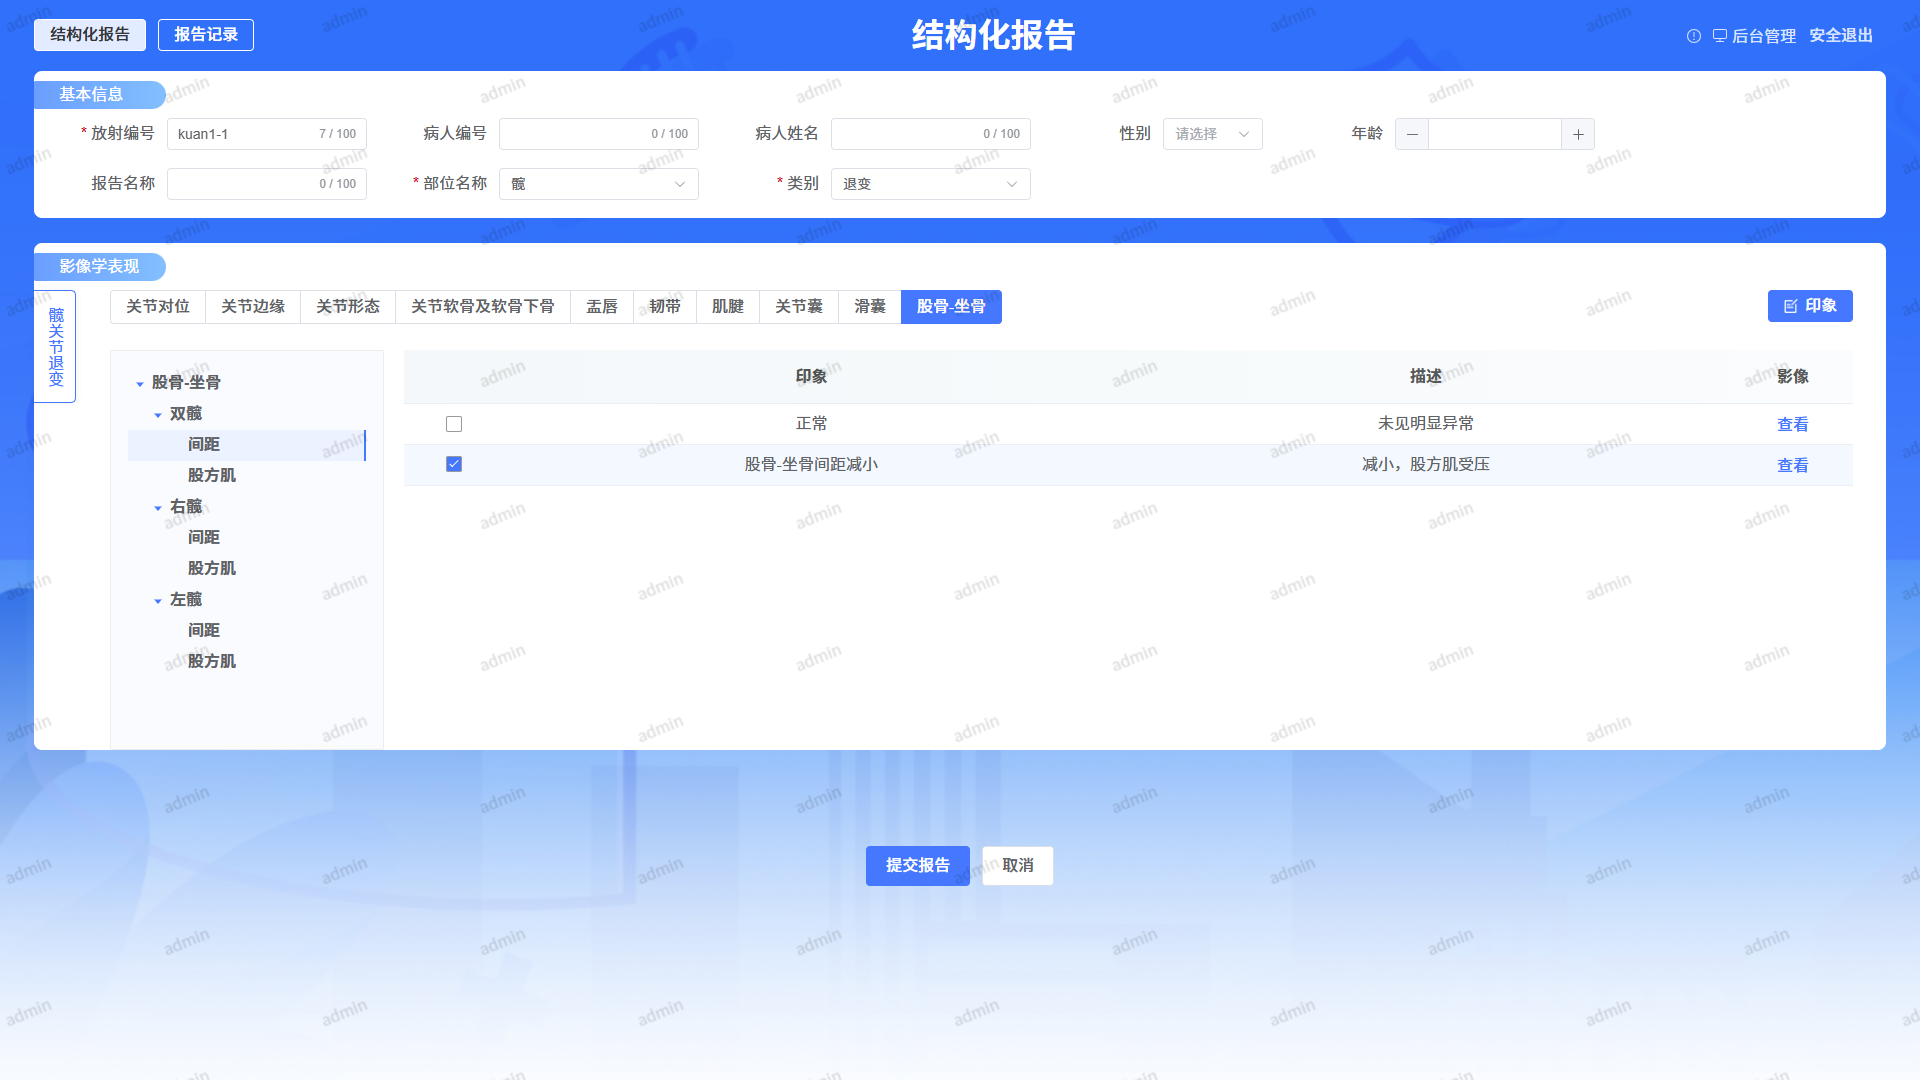 结构化报告 报告记录 结构化报告 后台管理 安全退出
基本信息
* 放射编号 kuan1-1 7 / 100 病人编号 0 / 100 病人姓名 0 / 100 性别 请选择 年龄
报告名称 0 / 100 * 部位名称 髋 * 类别 退变
影像学表现
髋关节退变
关节对位 关节边缘 关节形态 关节软骨及软骨下骨 盂唇 韧带 肌腱 关节囊 滑囊 股骨-坐骨 印象
股骨-坐骨
双髋
间距
股方肌
右髋
间距
股方肌
左髋
间距
股方肌
印象 描述 影像
正常 未见明显异常 查看
股骨-坐骨间距减小 减小，股方肌受压 查看
提交报告 取消
admin